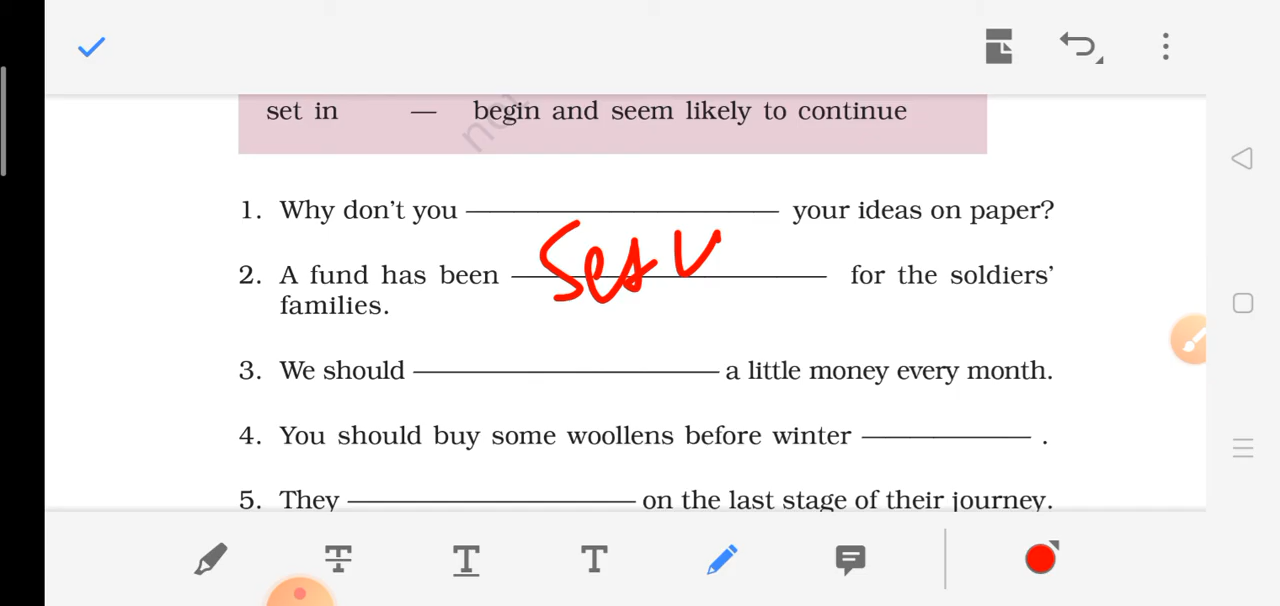 set in — begin and seem likely to continue
not
1. Why don't you ———— your ideas on paper?
Set U
2. A fund has been ———— for the soldiers'
families.
3. We should ———— a little money every month.
4. You should buy some woollens before winter ———— .
5. They ———— on the last stage of their journey.
T T T